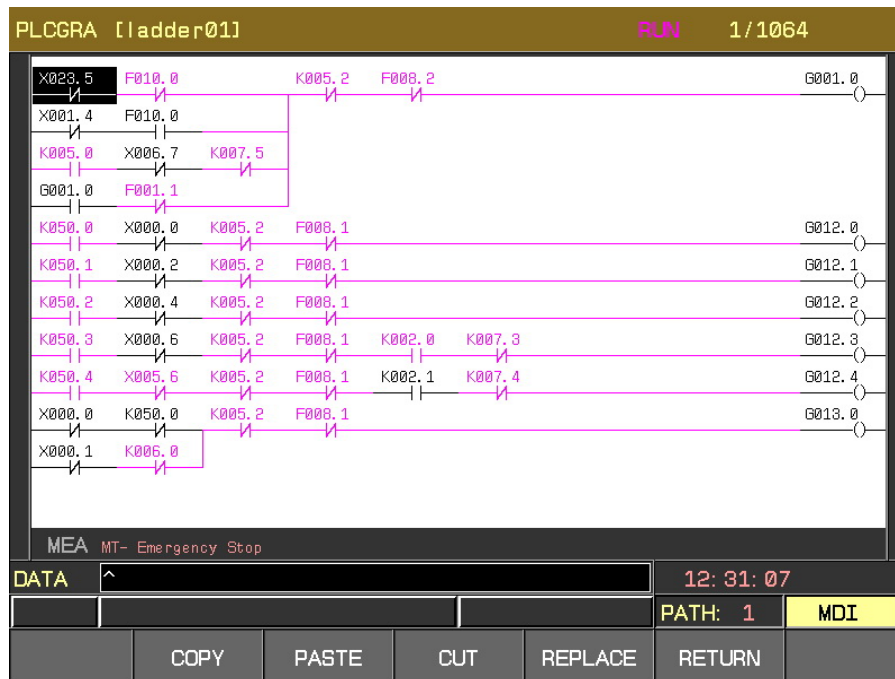 PLCGRA [ladder01] RUN 1/1064
X023.5 F010.0 K005.2 F008.2 G001.0
X001.4 F010.0
K005.0 X006.7 K007.5
G001.0 F001.1
K050.0 X000.0 K005.2 F008.1 G012.0
K050.1 X000.2 K005.2 F008.1 G012.1
K050.2 X000.4 K005.2 F008.1 G012.2
K050.3 X000.6 K005.2 F008.1 K002.0 K007.3 G012.3
K050.4 X005.6 K005.2 F008.1 K002.1 K007.4 G012.4
X000.0 K050.0 K005.2 F008.1 G013.0
X000.1 K006.0
MEA MT- Emergency Stop
DATA ^ 12:31:07
PATH: 1 MDI
COPY PASTE CUT REPLACE RETURN